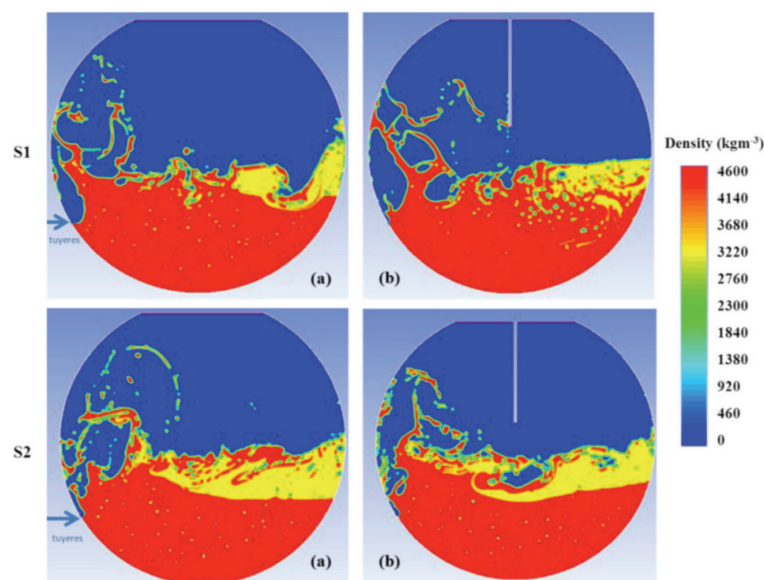 S1
tuyeres
(a)
(b)
Density (kgm⁻³)
4600
4140
3680
3220
2760
2300
1840
1380
920
460
0
S2
tuyeres
(a)
(b)